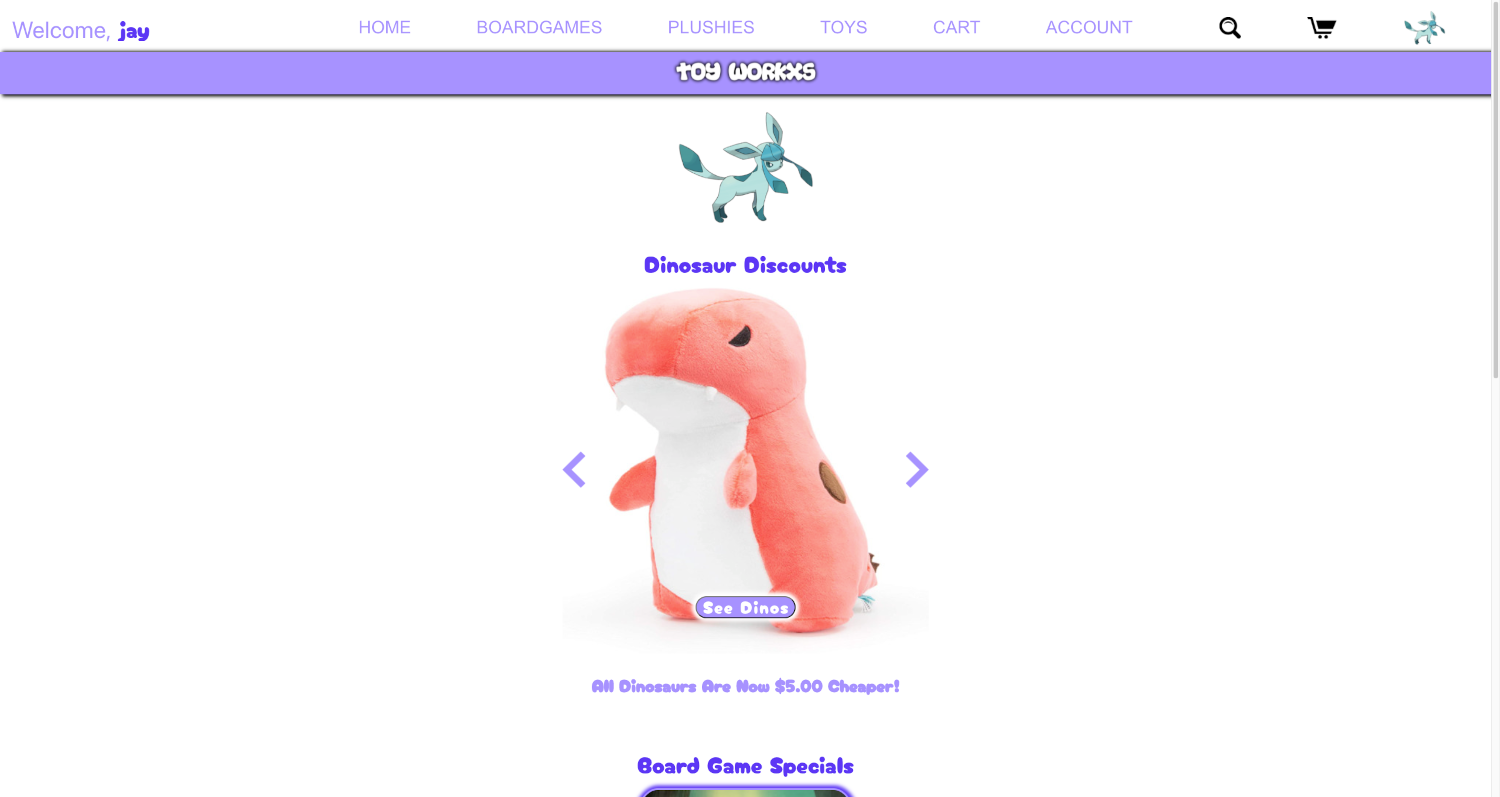 Welcome, jay
HOME
BOARDGAMES
PLUSHIES
TOYS
CART
ACCOUNT
TOY WORKXS
Dinosaur Discounts
See Dinos
All Dinosaurs Are Now $5.00 Cheaper!
Board Game Specials